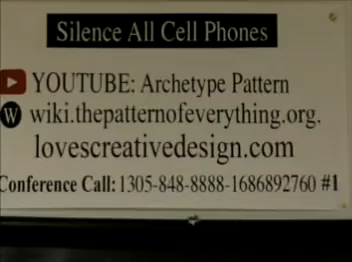 Silence All Cell Phones
YOUTUBE: Archetype Pattern
W wiki.thepatternofeverything.org.
lovescreativedesign.com
Conference Call: 1305-848-8888-1686892760 #1